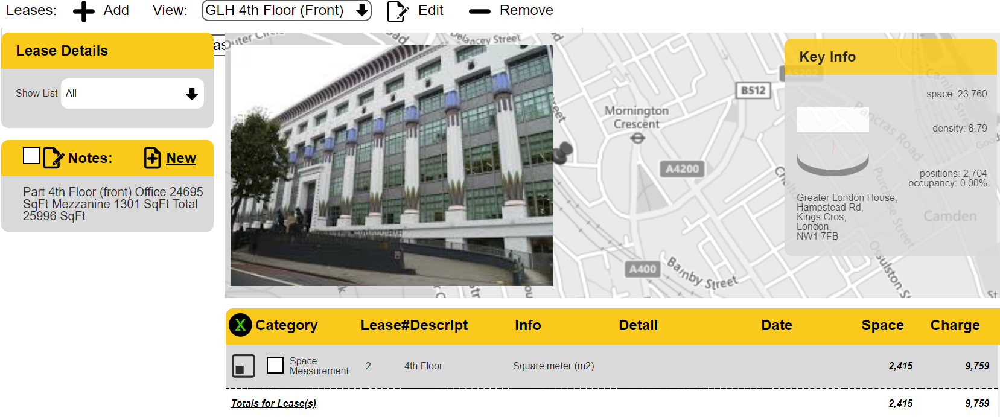 Leases: Add View: GLH 4th Floor (Front) Edit Remove
Lease Details
Show List All
Notes: New
Part 4th Floor (front) Office 24695
SqFt Mezzanine 1301 SqFt Total
25996 SqFt
Outer
Delancey Street
Street
Mornington
Crescent
B512
A5202
A4200
A400
Barnby Street
Pancras Road
Purchese Street
Ossulston
Camden
Key Info
space: 23,760
density: 8.79
positions: 2,704
occupancy: 0.00%
Greater London House,
Hampstead Rd,
Kings Cros,
London,
NW1 7FB
Category Lease# Descript Info Detail Date Space Charge
Space
Measurement 2 4th Floor Square meter (m2) 2,415 9,759
Totals for Lease(s) 2,415 9,759